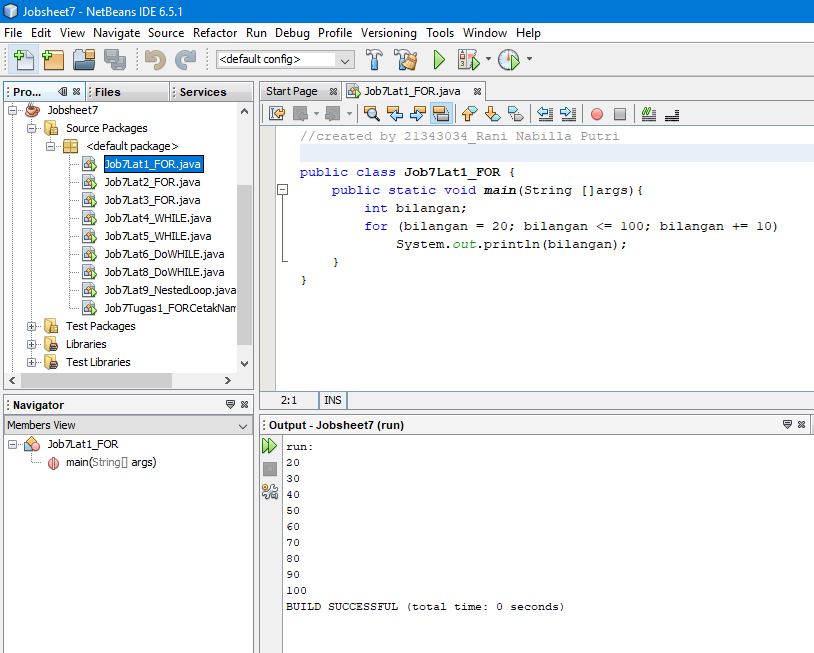 Jobsheet7 - NetBeans IDE 6.5.1
File Edit View Navigate Source Refactor Run Debug Profile Versioning Tools Window Help
<default config>
Pro... Files Services
Jobsheet7
Source Packages
<default package>
Job7Lat1_FOR.java
Job7Lat2_FOR.java
Job7Lat3_FOR.java
Job7Lat4_WHILE.java
Job7Lat5_WHILE.java
Job7Lat6_DoWHILE.java
Job7Lat8_DoWHILE.java
Job7Lat9_NestedLoop.java
Job7Tugas1_FORCetakNam
Test Packages
Libraries
Test Libraries
Start Page Job7Lat1_FOR.java
//created by 21343034_Rani Nabilla Putri
public class Job7Lat1_FOR {
public static void main(String []args){
int bilangan;
for (bilangan = 20; bilangan <= 100; bilangan += 10)
System.out.println(bilangan);
}
}
2:1 INS
Navigator
Members View
Job7Lat1_FOR
main(String[] args)
Output - Jobsheet7 (run)
run:
20
30
40
50
60
70
80
90
100
BUILD SUCCESSFUL (total time: 0 seconds)